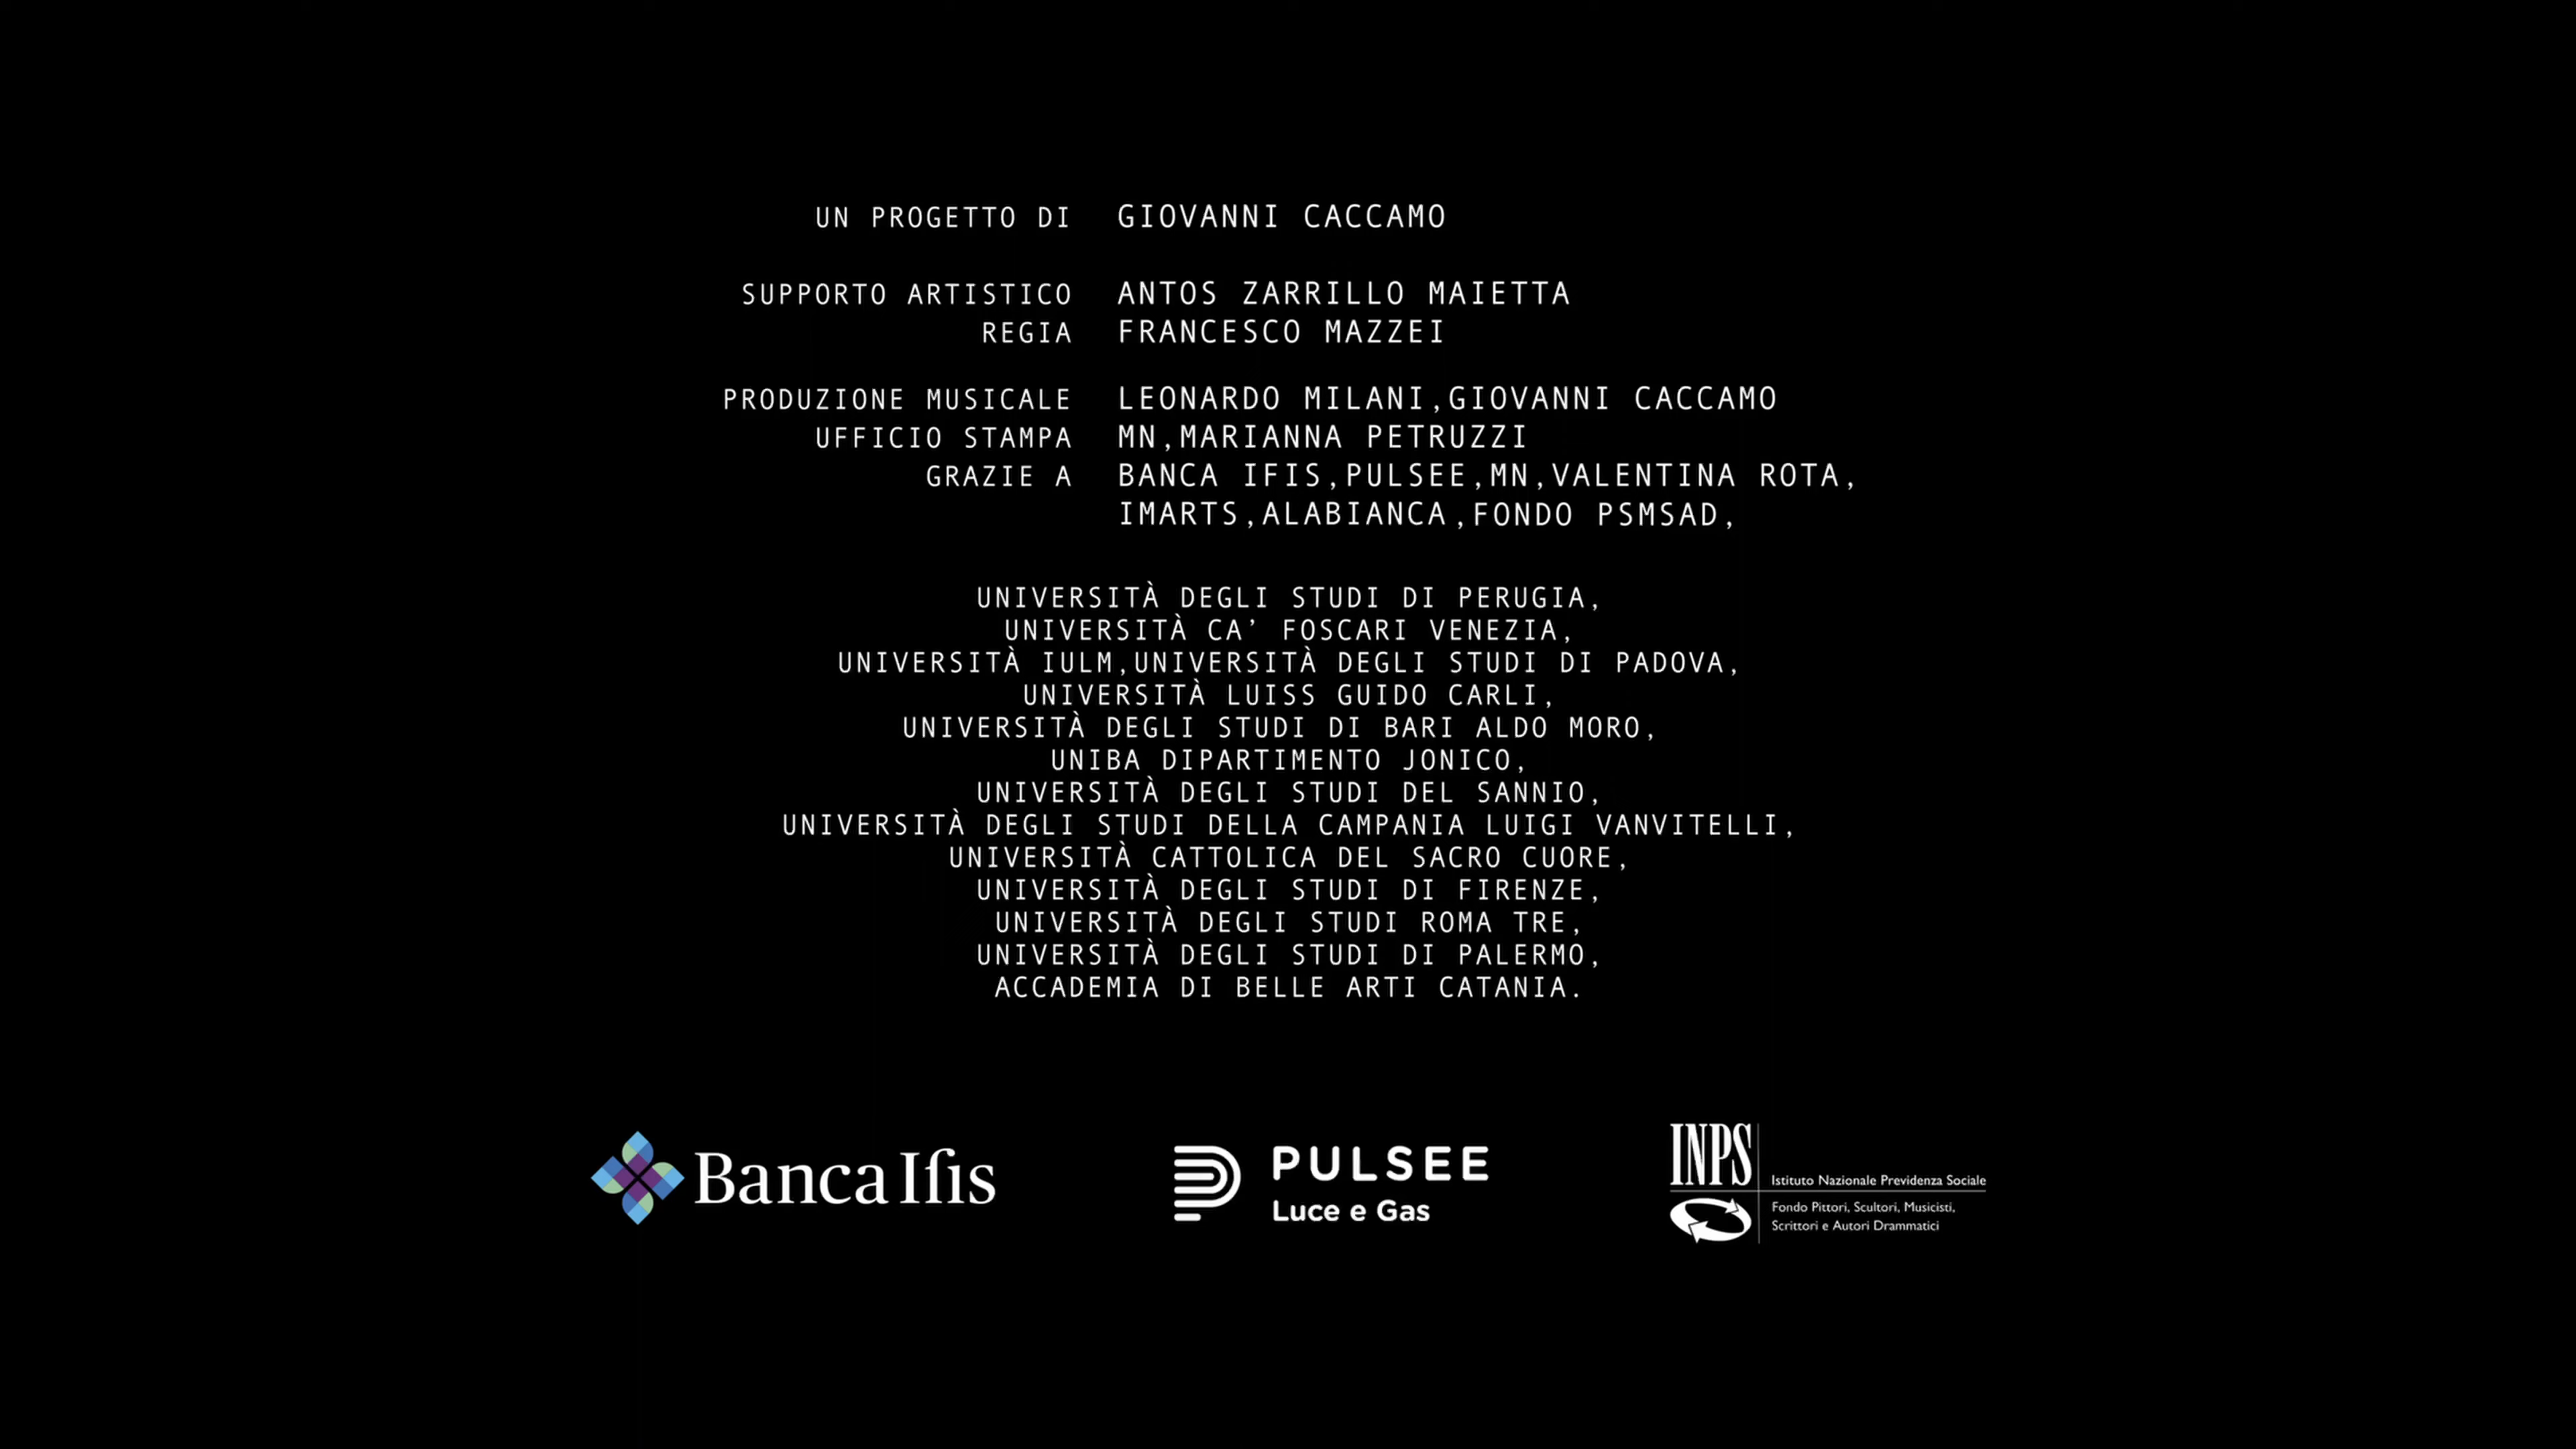 UN PROGETTO DI GIOVANNI CACCAMO
SUPPORTO ARTISTICO ANTOS ZARRILLO MAIETTA
REGIA FRANCESCO MAZZEI
PRODUZIONE MUSICALE LEONARDO MILANI,GIOVANNI CACCAMO
UFFICIO STAMPA MN,MARIANNA PETRUZZI
GRAZIE A BANCA IFIS,PULSEE,MN,VALENTINA ROTA,
IMARTS,ALABIANCA,FONDO PSMSAD,
UNIVERSITÀ DEGLI STUDI DI PERUGIA,
UNIVERSITÀ CA’ FOSCARI VENEZIA,
UNIVERSITÀ IULM,UNIVERSITÀ DEGLI STUDI DI PADOVA,
UNIVERSITÀ LUISS GUIDO CARLI,
UNIVERSITÀ DEGLI STUDI DI BARI ALDO MORO,
UNIBA DIPARTIMENTO JONICO,
UNIVERSITÀ DEGLI STUDI DEL SANNIO,
UNIVERSITÀ DEGLI STUDI DELLA CAMPANIA LUIGI VANVITELLI,
UNIVERSITÀ CATTOLICA DEL SACRO CUORE,
UNIVERSITÀ DEGLI STUDI DI FIRENZE,
UNIVERSITÀ DEGLI STUDI ROMA TRE,
UNIVERSITÀ DEGLI STUDI DI PALERMO,
ACCADEMIA DI BELLE ARTI CATANIA.
Banca Ifis
PULSEE
Luce e Gas
INPS
Istituto Nazionale Previdenza Sociale
Fondo Pittori, Scultori, Musicisti,
Scrittori e Autori Drammatici